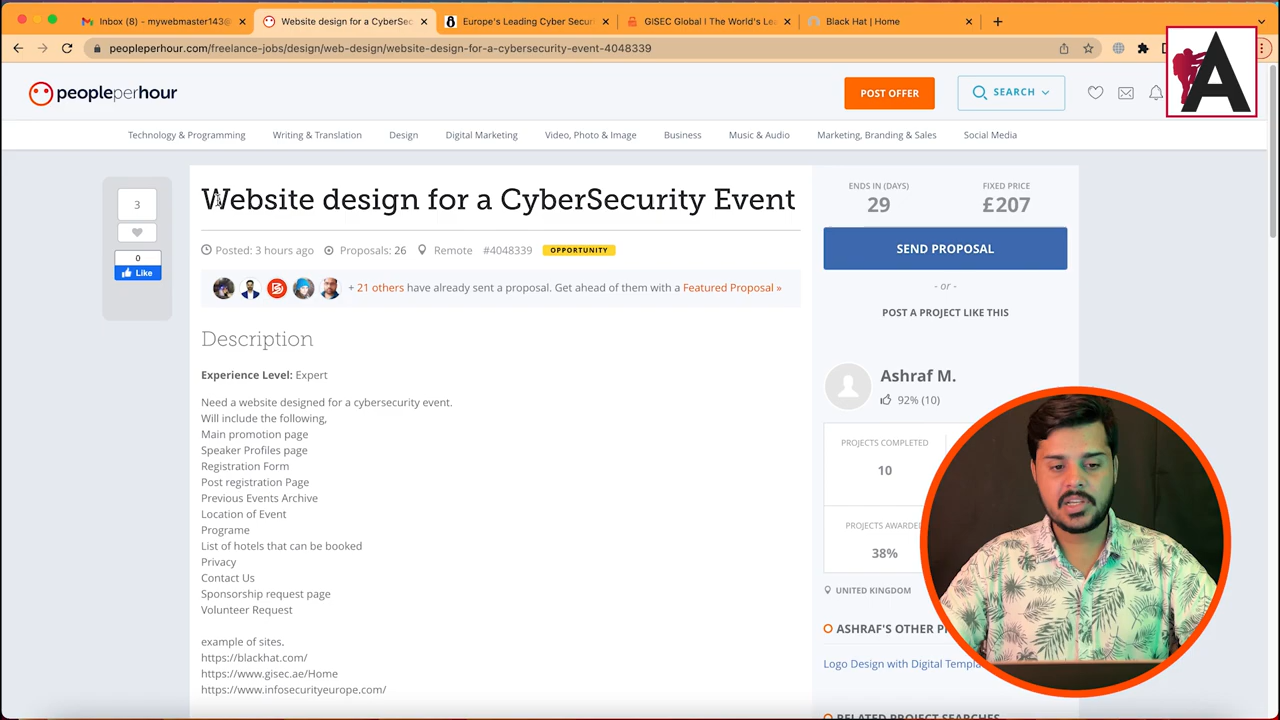 Inbox - mywebmaster143@
Website design for a CyberSec
Europe's Leading Cyber Securi
GISEC Global I The World's Lea
Black Hat | Home
peopleperhour.com/freelance-jobs/design/web-design/website-design-for-a-cybersecurity-event-4048339
A
peopleperhour
POST OFFER
SEARCH
Technology & Programming
Writing & Translation
Design
Digital Marketing
Video, Photo & Image
Business
Music & Audio
Marketing, Branding & Sales
Social Media
3
0
Like
Website design for a CyberSecurity Event
Posted: 3 hours ago
Proposals: 26
Remote
#4048339
OPPORTUNITY
+ 21 others have already sent a proposal. Get ahead of them with a Featured Proposal »
Description
Experience Level: Expert
Need a website designed for a cybersecurity event.
Will include the following,
Main promotion page
Speaker Profiles page
Registration Form
Post registration Page
Previous Events Archive
Location of Event
Programe
List of hotels that can be booked
Privacy
Contact Us
Sponsorship request page
Volunteer Request
example of sites.
https://blackhat.com/
https://www.gisec.ae/Home
https://www.infosecurityeurope.com/
ENDS IN (DAYS)
29
FIXED PRICE
£207
SEND PROPOSAL
- or -
POST A PROJECT LIKE THIS
Ashraf M.
92% (10)
PROJECTS COMPLETED
10
PROJECTS AWARDE
38%
UNITED KINGDOM
ASHRAF'S OTHER P
Logo Design with Digital Templa
RELATED PROJECT SEARCHES